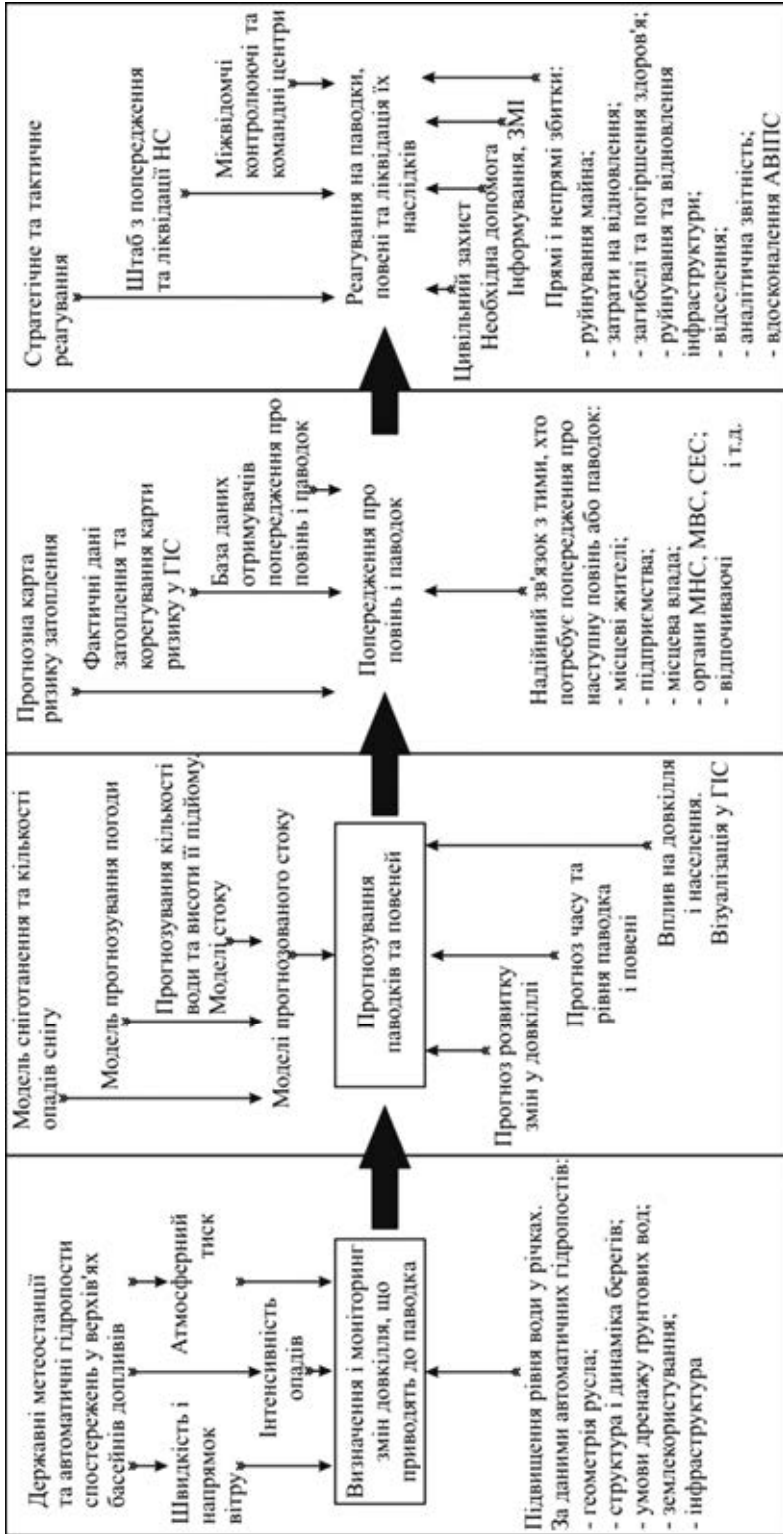 Державні метеостанції
та автоматичні гідропости
спостережень у верхів'ях
басейнів допливів
Швидкість і
напрямок
вітру
Атмосферний
тиск
Інтенсивність
опадів
Визначення і моніторинг
змін довкілля, що
приводять до паводка
Підвищення рівня води у річках.
За даними автоматичних гідропостів:
- геометрія русла;
- структура і динаміка берегів;
- умови дренажу ґрунтових вод;
- землекористування;
- інфраструктура
Модель сніготанення та кількості
опадів снігу
Модель прогнозування погоди
Прогнозування кількості
води та висоти її підйому.
Моделі стоку
Моделі прогнозованого стоку
Прогнозування
паводків та повеней
Прогноз розвитку
змін у довкіллі
Прогноз часу та
рівня паводка
і повені
Вплив на довкілля
і населення.
Візуалізація у ГІС
Прогнозна карта
ризику затоплення
Фактичні дані
затоплення та
корегування карти
ризику у ГІС
База даних
отримувачів
попередження про
повінь і паводок
Попередження про
повінь і паводок
Надійний зв'язок з тими, хто
потребує попередження про
наступну повінь або паводок:
- місцеві жителі;
- підприємства;
- місцева влада;
- органи МНС, МВС, СЕС;
- відпочиваючі і т.д.
Стратегічне та тактичне
реагування
Штаб з попередження
та ліквідації НС
Міжвідомчі
контролюючі та
командні центри
Реагування на паводки,
повені та ліквідація їх
наслідків
Цивільний захист
Необхідна допомога
Інформування, ЗМІ
Прямі і непрямі збитки:
- руйнування майна;
- затрати на відновлення;
- загибелі та погіршення здоров'я;
- руйнування та відновлення
інфраструктури;
- відселення;
- аналітична звітність;
- вдосконалення АВІПС